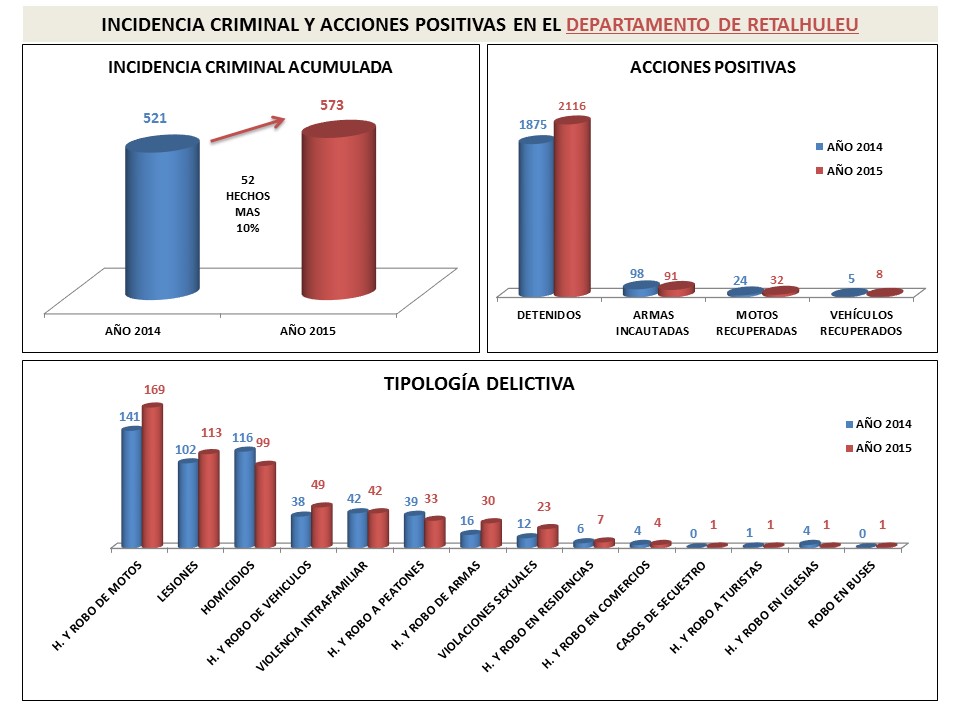 INCIDENCIA CRIMINAL Y ACCIONES POSITIVAS EN EL DEPARTAMENTO DE RETALHULEU
INCIDENCIA CRIMINAL ACUMULADA
521
573
52
HECHOS
MAS
10%
AÑO 2014
AÑO 2015
ACCIONES POSITIVAS
1875
2116
98
91
24
32
5
8
AÑO 2014
AÑO 2015
DETENIDOS
ARMAS
INCAUTADAS
MOTOS
RECUPERADAS
VEHÍCULOS
RECUPERADOS
TIPOLOGÍA DELICTIVA
AÑO 2014
AÑO 2015
141
169
102
113
116
99
38
49
42
42
39
33
16
30
12
23
6
7
4
4
0
1
1
1
4
1
0
1
H. Y ROBO DE MOTOS
LESIONES
HOMICIDIOS
H. Y ROBO DE VEHICULOS
VIOLENCIA INTRAFAMILIAR
H. Y ROBO A PEATONES
H. Y ROBO DE ARMAS
VIOLACIONES SEXUALES
H. Y ROBO EN RESIDENCIAS
H. Y ROBO EN COMERCIOS
CASOS DE SECUESTRO
H. Y ROBO A TURISTAS
H. Y ROBO EN IGLESIAS
ROBO EN BUSES